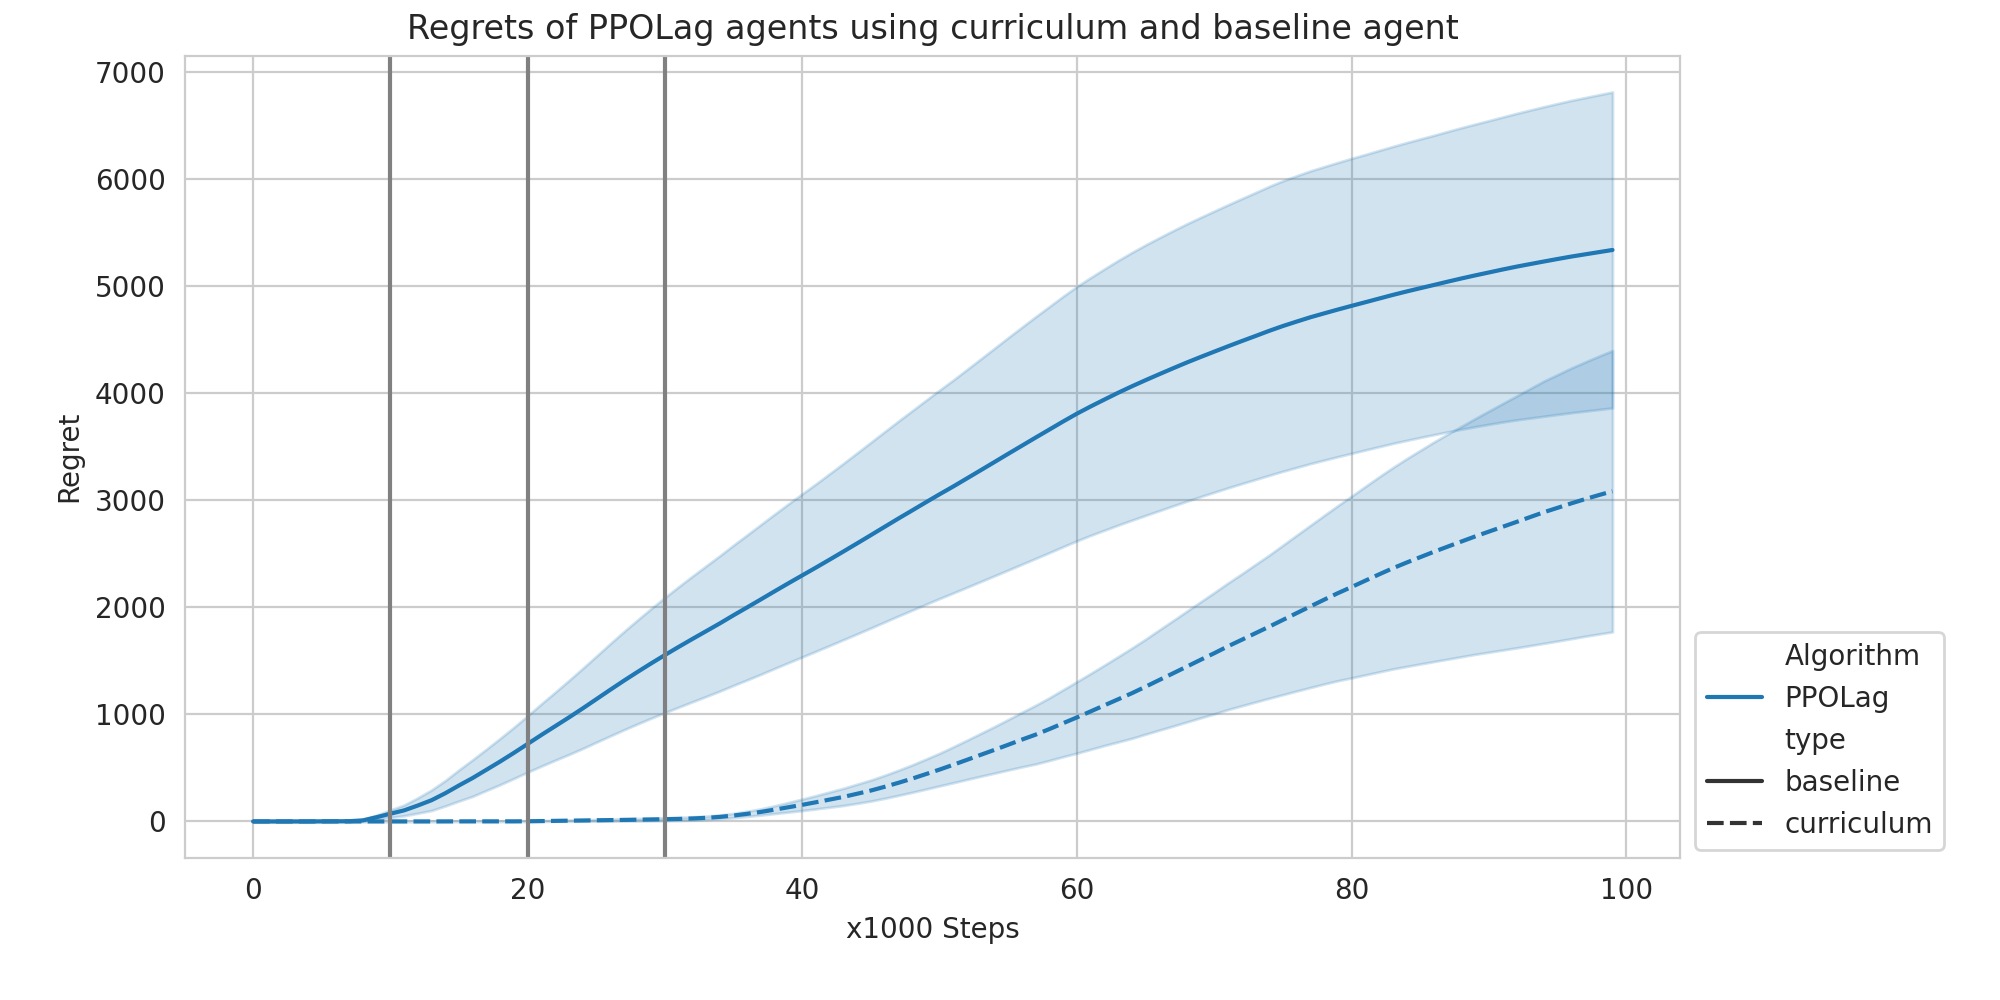 Regrets of PPOLag agents using curriculum and baseline agent
7000
6000
5000
4000
3000
2000
1000
0
Regret
0 20 40 60 80 100
x1000 Steps
Algorithm
PPOLag
type
baseline
curriculum